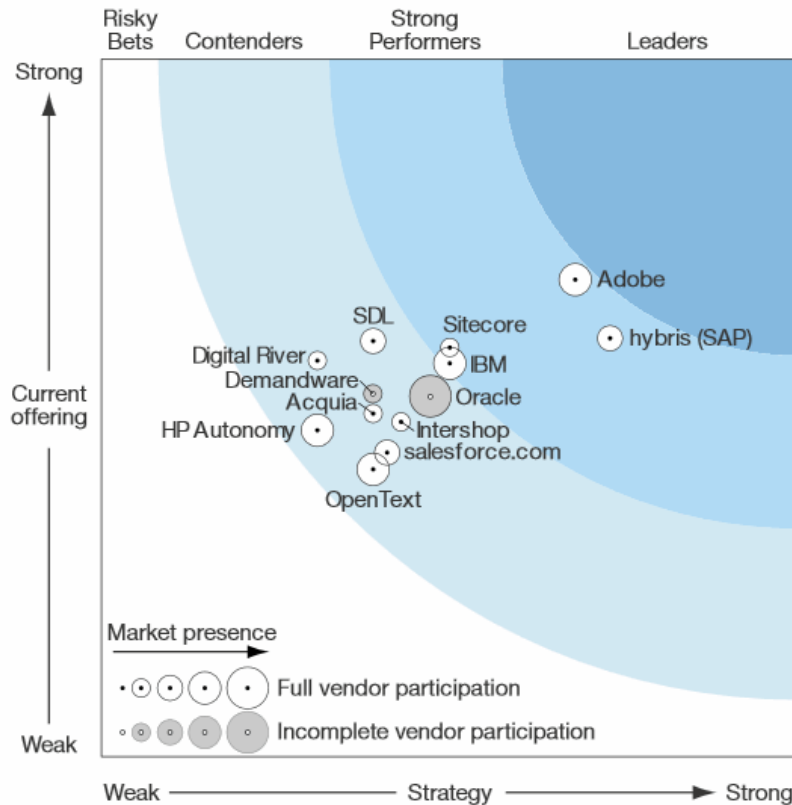 Risky
Bets
Contenders
Strong
Performers
Leaders
Strong
Current
offering
Weak
Adobe
hybris (SAP)
SDL
Sitecore
Digital River
IBM
Demandware
Oracle
Acquia
HP Autonomy
Intershop
salesforce.com
OpenText
Market presence
Full vendor participation
Incomplete vendor participation
Weak
Strategy
Strong